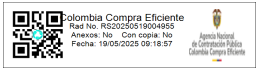 Colombia Compra Eficiente
Rad No. RS20250519004955
Anexos: No Con copia: No
Fecha: 19/05/2025 09:18:57
Agencia Nacional
de Contratación Pública
Colombia Compra Eficiente